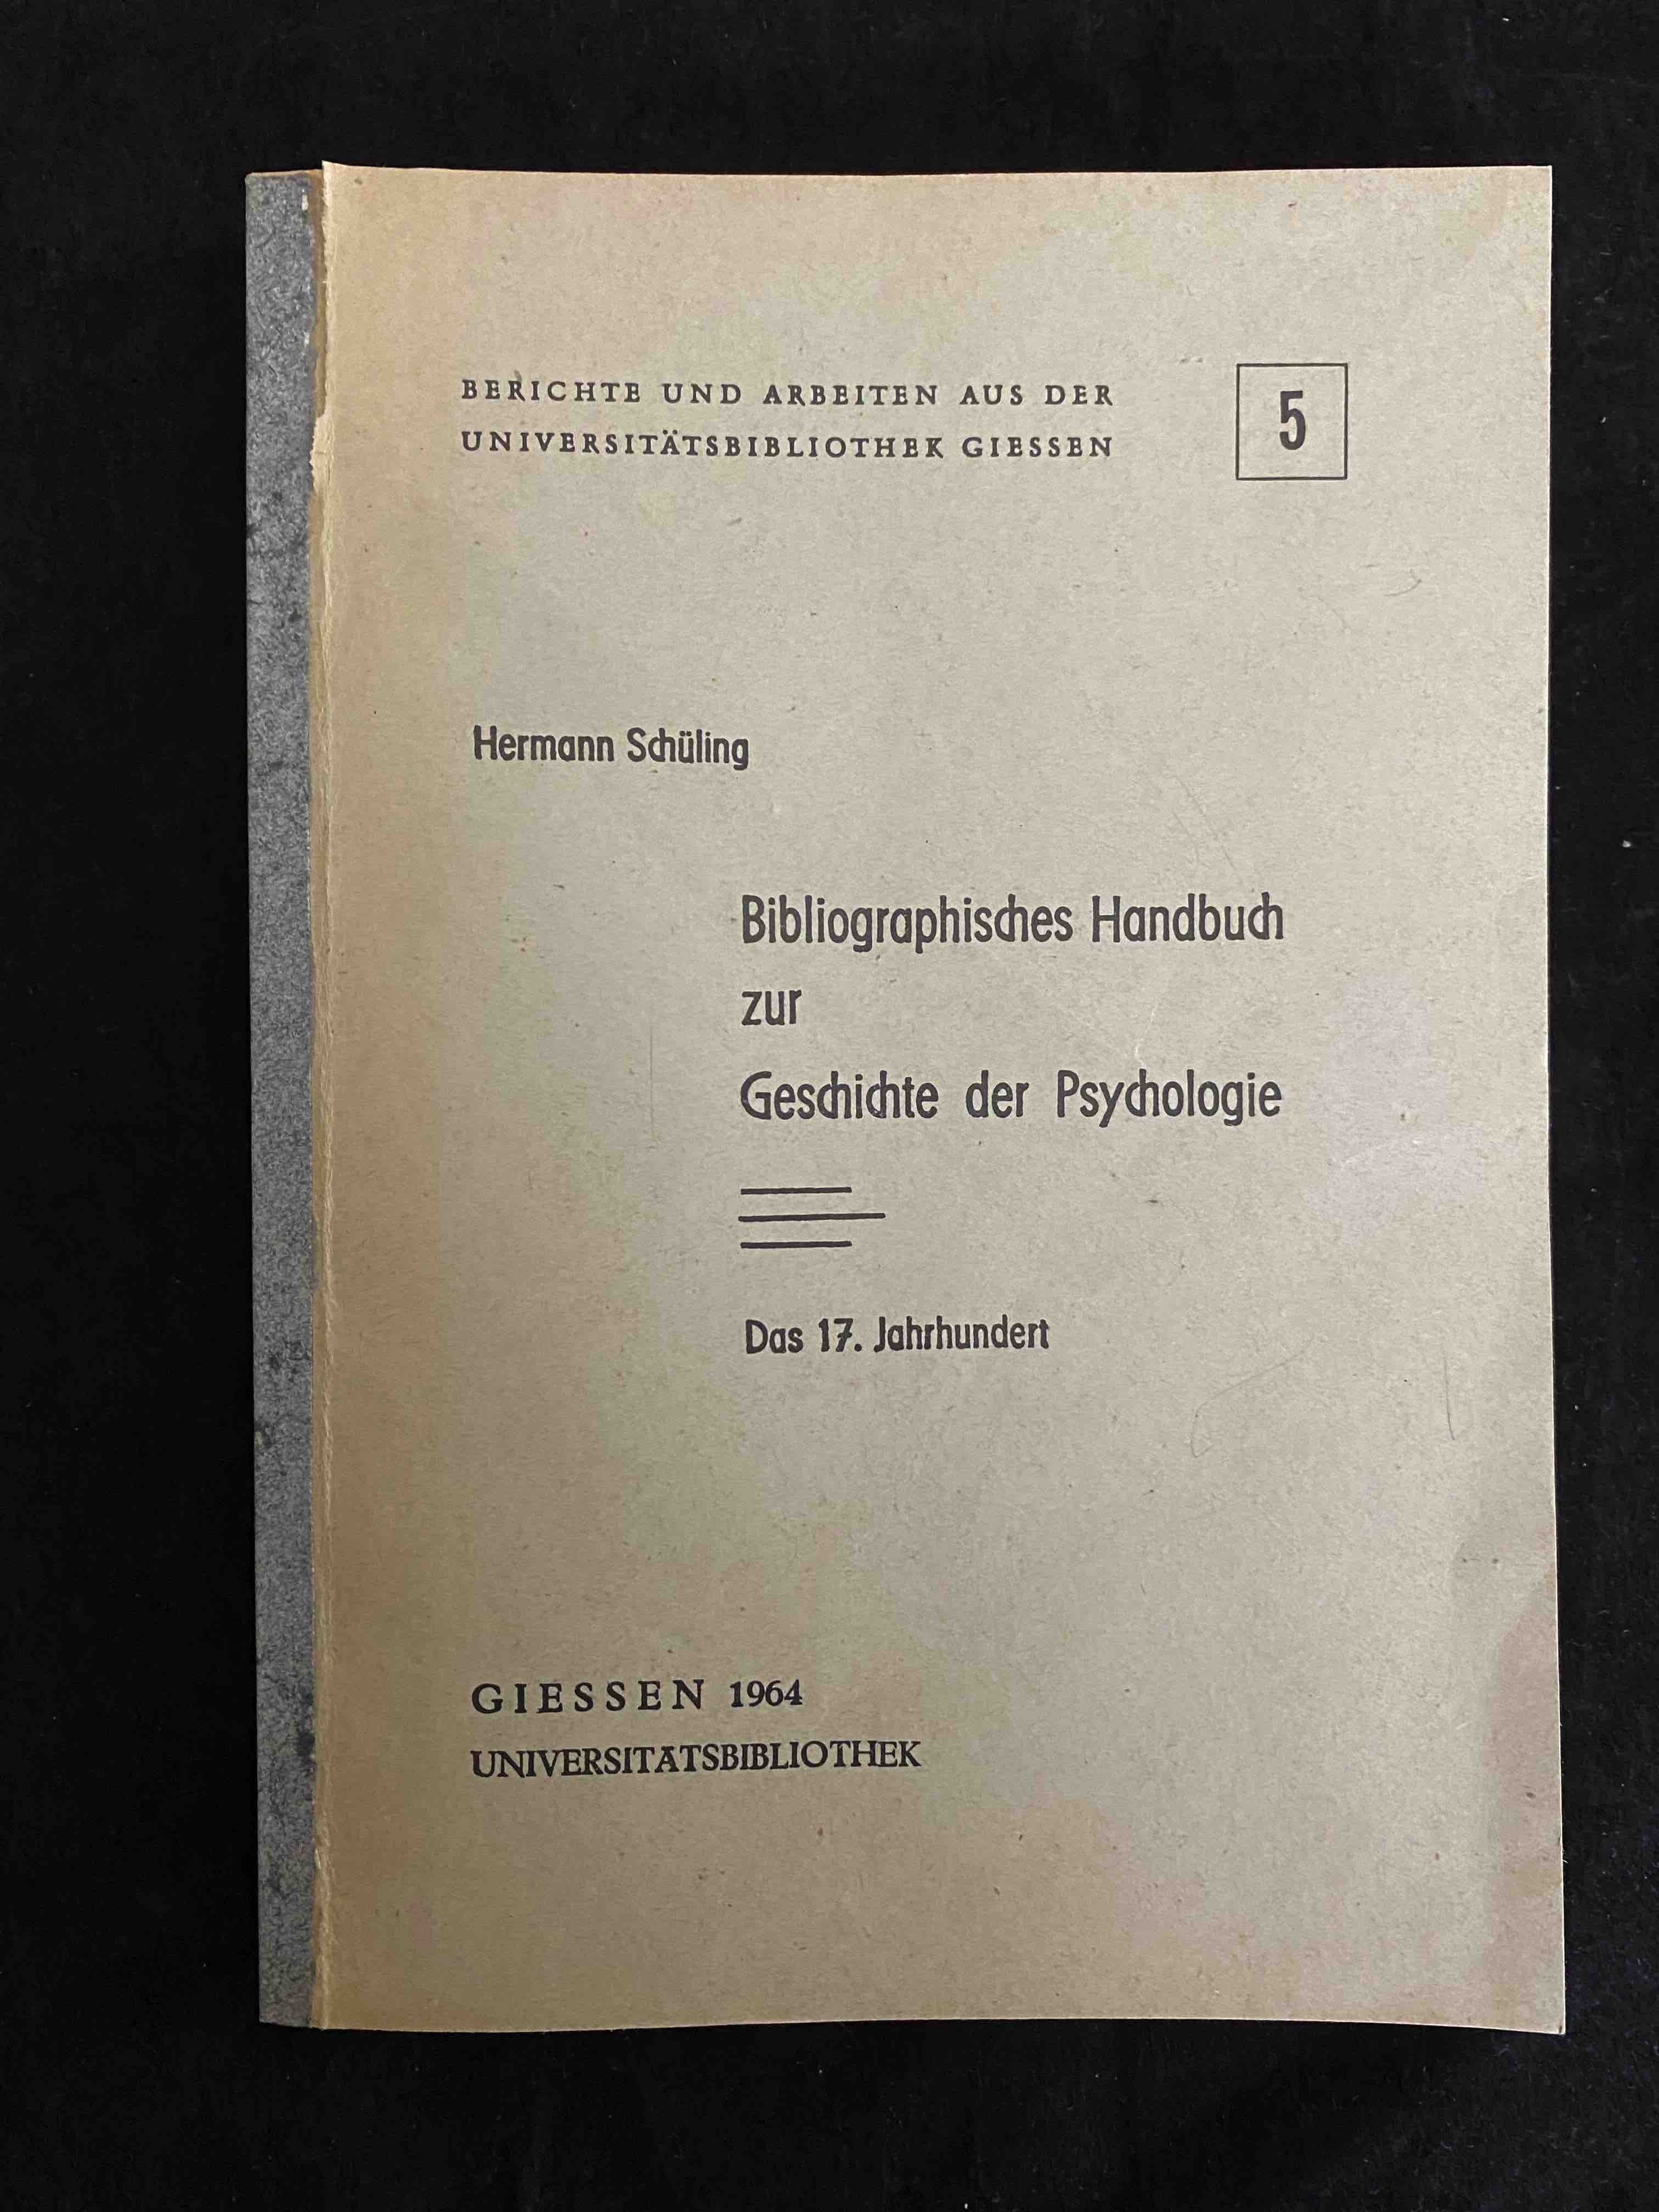 BERICHTE UND ARBEITEN AUS DER
UNIVERSITÄTSBIBLIOTHEK GIESSEN
5
Hermann Schüling
Bibliographisches Handbuch
zur
Geschichte der Psychologie
Das 17. Jahrhundert
GIESSEN 1964
UNIVERSITATSBIBLIOTHEK